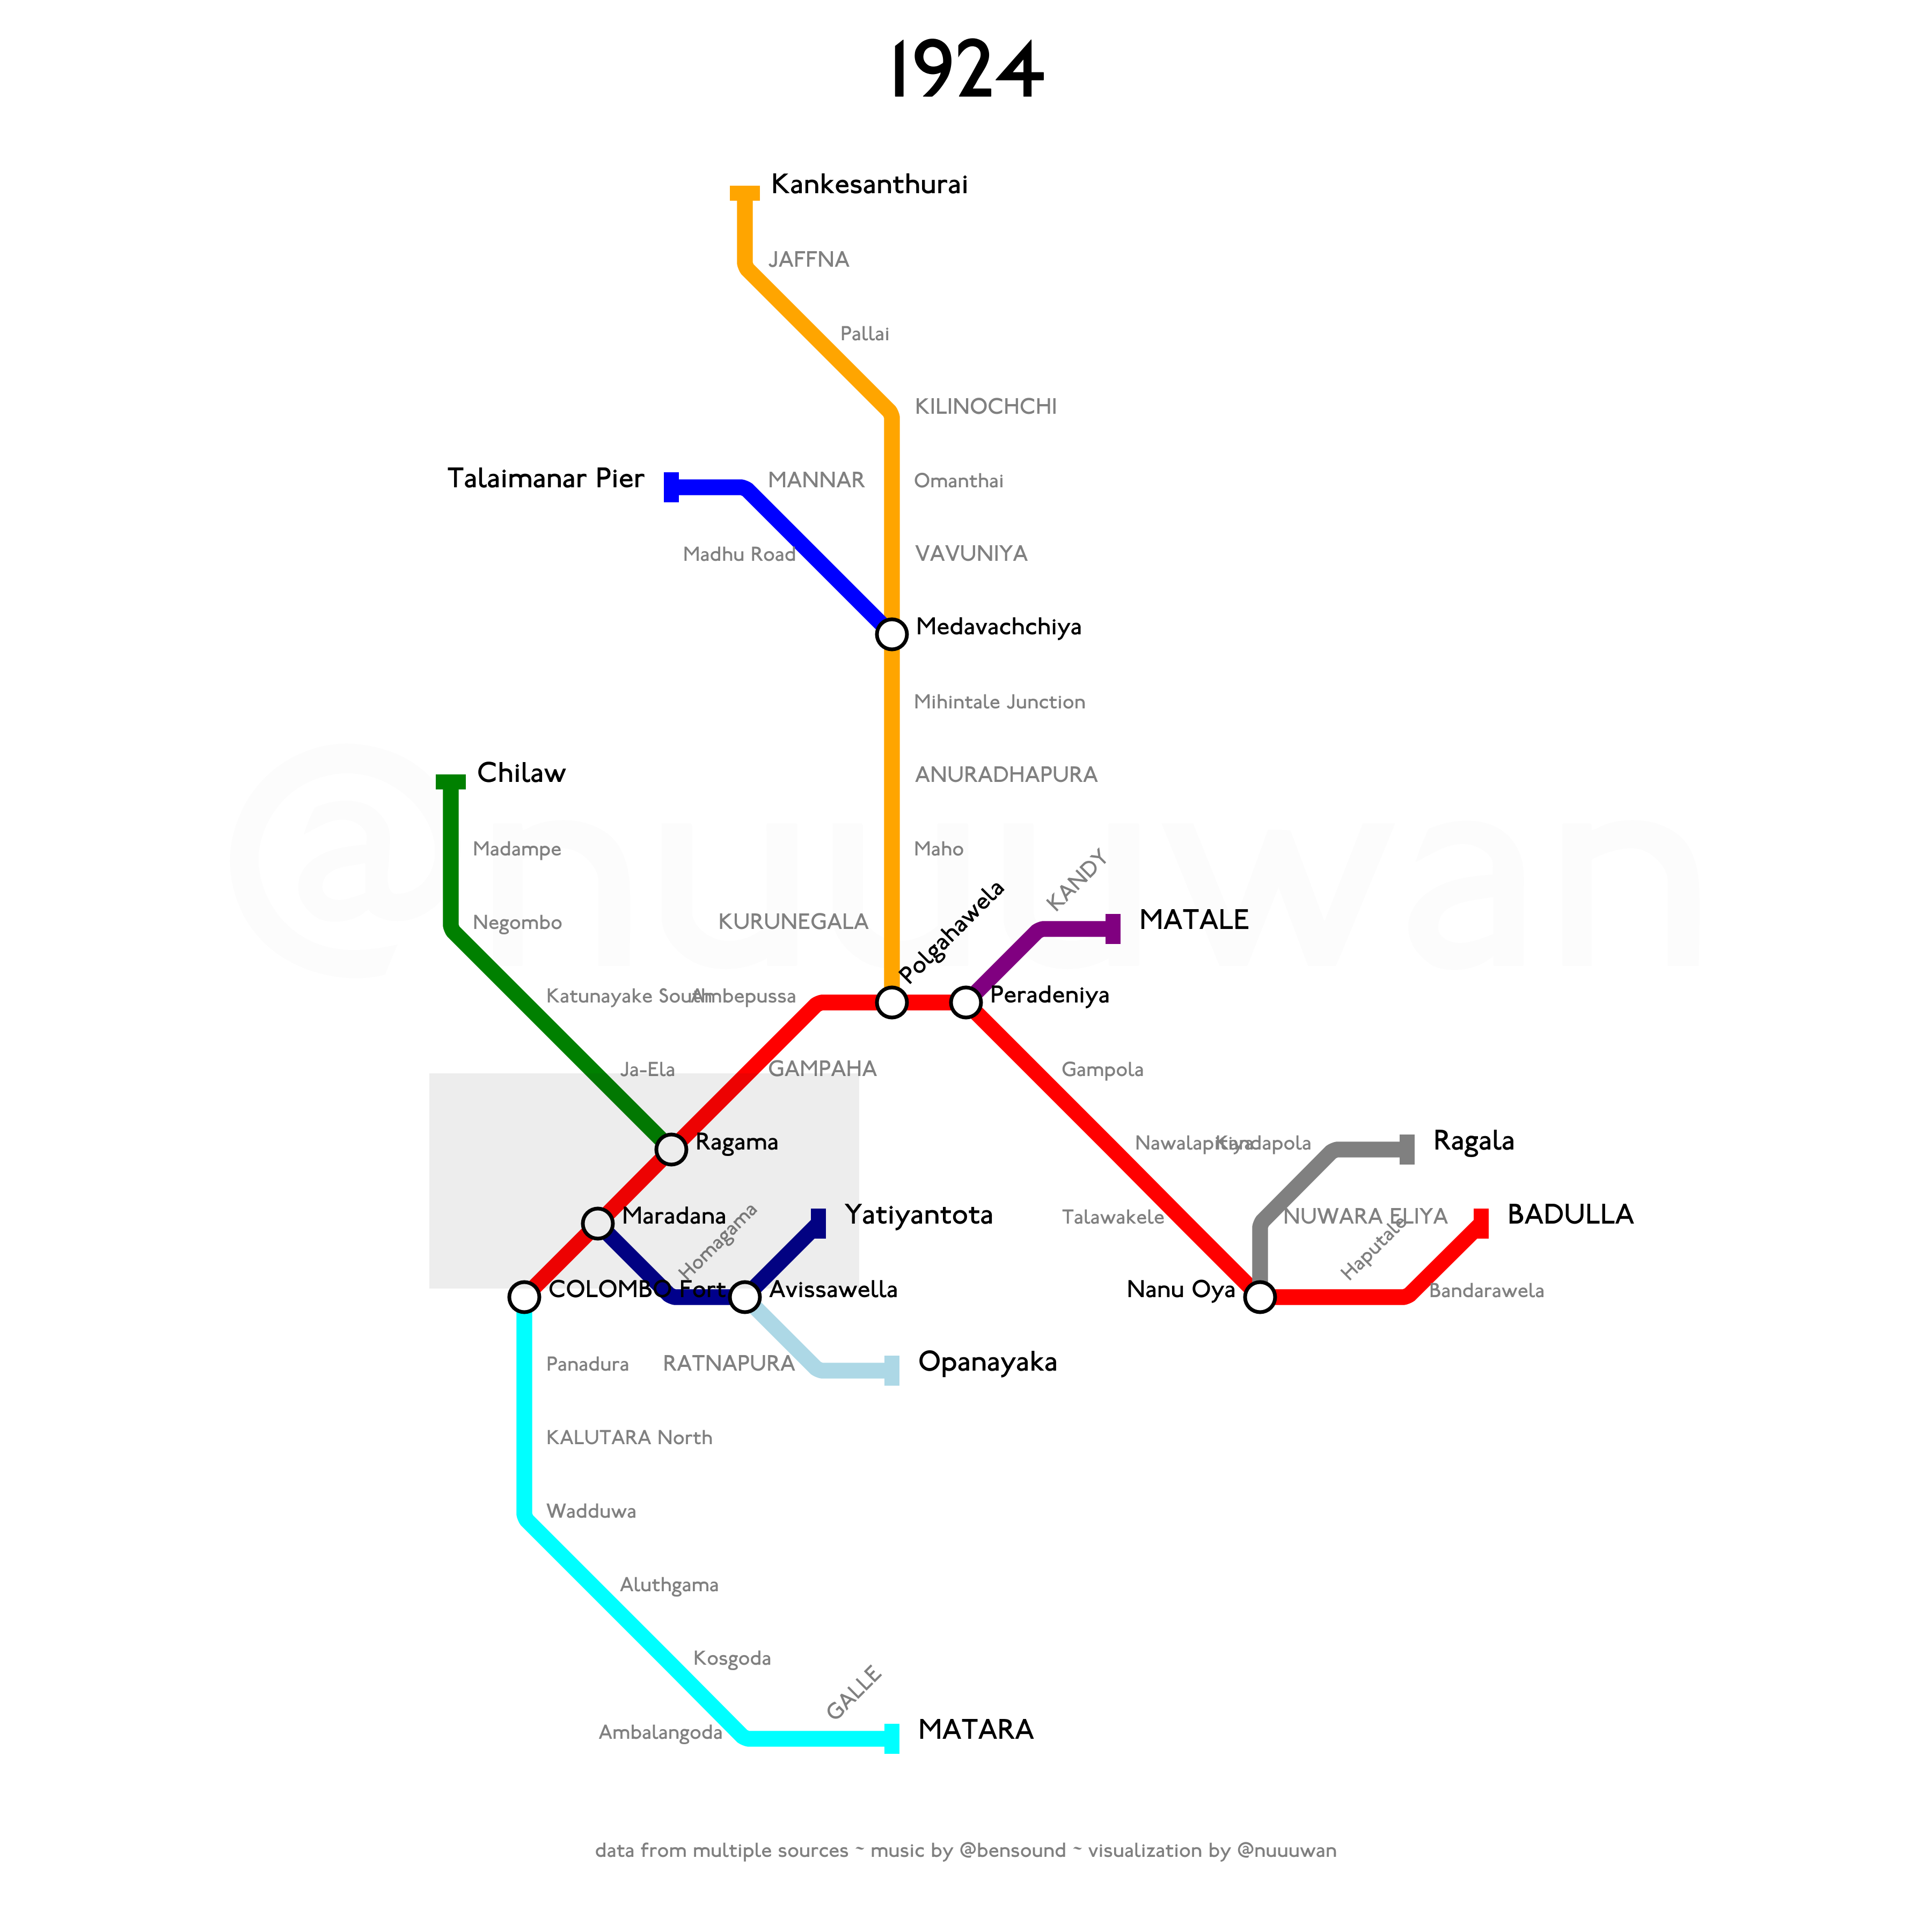 1924
Kankesanthurai
JAFFNA
Pallai
KILINOCHCHI
Talaimanar Pier
MANNAR
Omanthai
Madhu Road
VAVUNIYA
Medavachchiya
Mihintale Junction
Chilaw
ANURADHAPURA
@nuuuwan
Madampe
Maho
KANDY
Negombo
KURUNEGALA
Polgahawela
MATALE
Katunayake South
Ambepussa
Peradeniya
Ja-Ela
GAMPAHA
Gampola
Ragama
Nawalapitiya
Kandapola
Ragala
Maradana
Homagama
Yatiyantota
Talawakele
NUWARA ELIYA
Haputale
BADULLA
COLOMBO Fort
Avissawella
Nanu Oya
Bandarawela
Panadura
RATNAPURA
Opanayaka
KALUTARA North
Wadduwa
Aluthgama
Kosgoda
GALLE
Ambalangoda
MATARA
data from multiple sources ~ music by @bensound ~ visualization by @nuuuwan